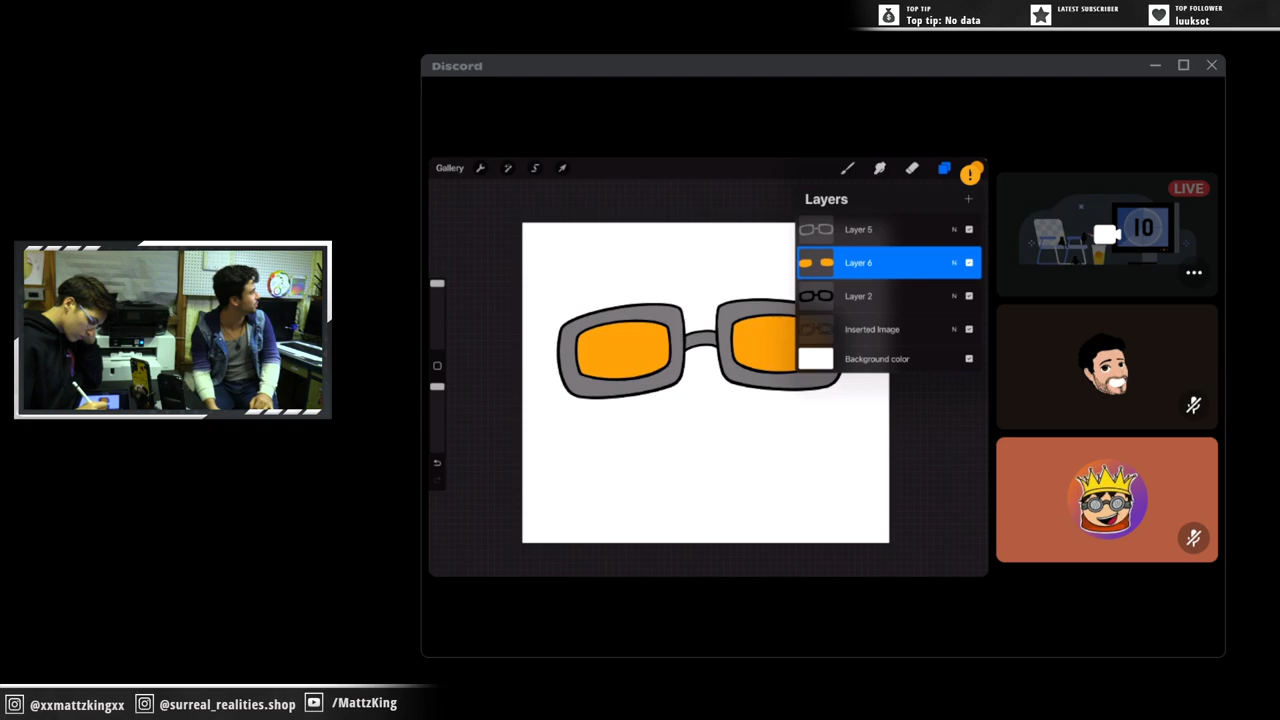 TOP TIP
Top tip: No data
LATEST SUBSCRIBER
TOP FOLLOWER
luuksot
Discord
Gallery
Layers
Layer 5 N
Layer 6 N
Layer 2 N
Inserted Image N
Background color
LIVE
10
@xxmattzkingxx
@surreal_realities.shop
/MattzKing